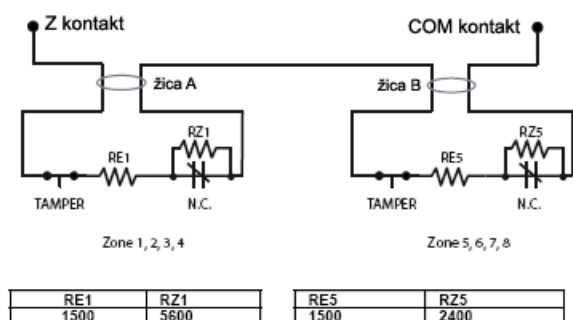 Z kontakt
COM kontakt
žica A
žica B
RZ1
RE1
TAMPER
N.C.
RZ5
RE5
TAMPER
N.C.
Zone 1, 2, 3, 4
Zone 5, 6, 7, 8
RE1 RZ1
1500 5600
RE5 RZ5
1500 2400